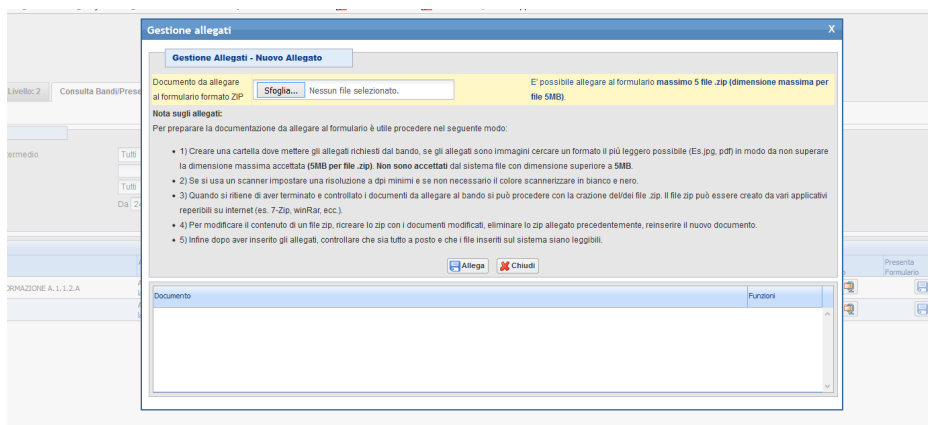 Gestione allegati X
Gestione Allegati - Nuovo Allegato
Documento da allegare
al formulario formato ZIP
Sfoglia... Nessun file selezionato.
E' possibile allegare al formulario massimo 5 file .zip (dimensione massima per
file 5MB).
Nota sugli allegati:
Per preparare la documentazione da allegare al formulario è utile procedere nel seguente modo:
• 1) Creare una cartella dove mettere gli allegati richiesti dal bando, se gli allegati sono immagini cercare un formato il più leggero possibile (Es.jpg, pdf) in modo da non superare
la dimensione massima accettata (5MB per file .zip). Non sono accettati dal sistema file con dimensione superiore a 5MB.
• 2) Se si usa un scanner impostare una risoluzione a dpi minimi e se non necessario il colore scannerizzare in bianco e nero.
• 3) Quando si ritiene di aver terminato e controllato i documenti da allegare al bando si può procedere con la crazione del/dei file .zip. Il file zip può essere creato da vari applicativi
reperibili su internet (es. 7-Zip, winRar, ecc.).
• 4) Per modificare il contenuto di un file zip, ricreare lo zip con i documenti modificati, eliminare lo zip allegato precedentemente, reinserire il nuovo documento.
• 5) Infine dopo aver inserito gli allegati, controllare che sia tutto a posto e che i file inseriti sul sistema siano leggibili.
Allega Chiudi
Documento Funzioni
Livello: 2 Consulta Bandi/Prese
termedio Tutti
Tutti
Da 24
Presenta
Formulario
ORMAZIONE A.1.1.2.A